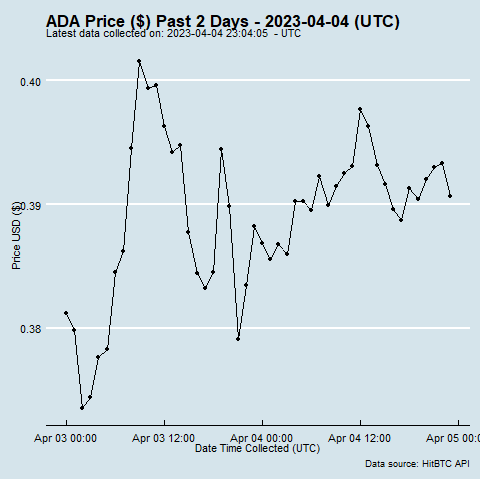 ADA Price ($) Past 2 Days - 2023-04-04 (UTC)
Latest data collected on: 2023-04-04 23:04:05 - UTC
0.40
0.39
0.38
Price USD ($)
Apr 03 00:00 Apr 03 12:00 Apr 04 00:00 Apr 04 12:00 Apr 05 00:0
Date Time Collected (UTC)
Data source: HitBTC API